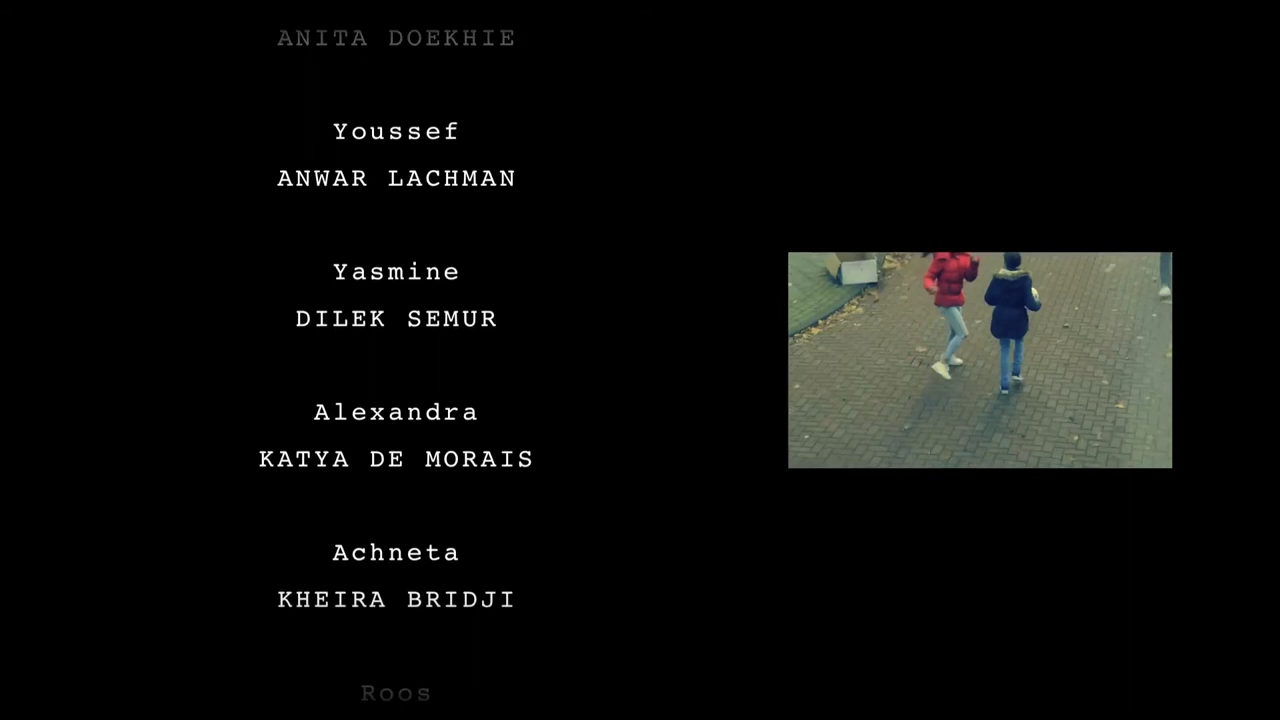 ANITA DOEKHIE
Youssef
ANWAR LACHMAN
Yasmine
DILEK SEMUR
Alexandra
KATYA DE MORAIS
Achneta
KHEIRA BRIDJI
Roos